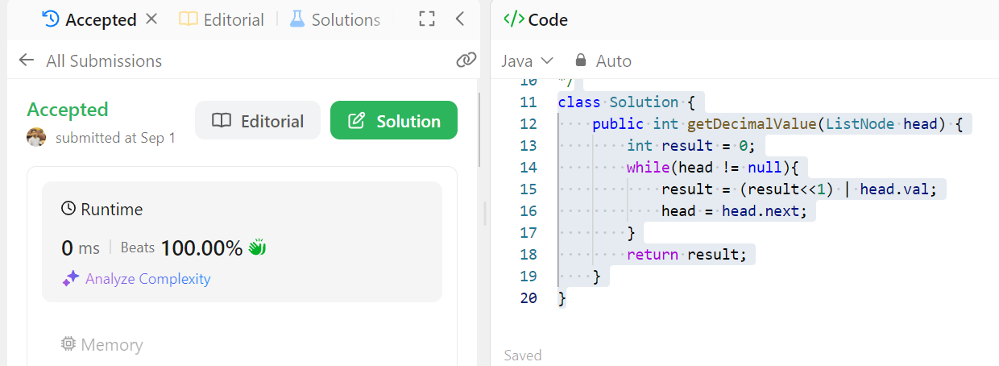 Accepted
Editorial
Solutions
All Submissions
Accepted
submitted at Sep 1
Editorial
Solution
Runtime
0 ms
Beats 100.00%
Analyze Complexity
Memory
</> Code
Java
Auto
10 */
11 class Solution {
12 public int getDecimalValue(ListNode head) {
13 int result = 0;
14 while(head != null){
15 result = (result<<1) | head.val;
16 head = head.next;
17 }
18 return result;
19 }
20 }
Saved